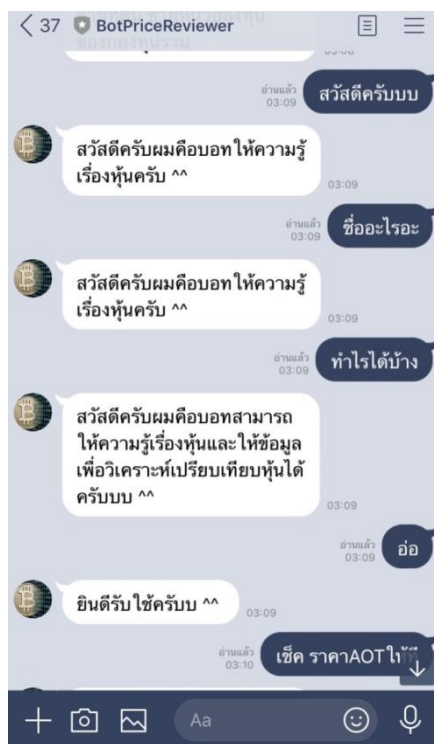 37 BotPriceReviewer
ของกองทุนรวม
อ่านแล้ว
03:09
สวัสดีครับบบ
สวัสดีครับผมคือบอทให้ความรู้
เรื่องหุ้นครับ ^^
03:09
อ่านแล้ว
03:09
ชื่ออะไรอะ
สวัสดีครับผมคือบอทให้ความรู้
เรื่องหุ้นครับ ^^
03:09
อ่านแล้ว
03:09
ทำไรได้บ้าง
สวัสดีครับผมคือบอทสามารถ
ให้ความรู้เรื่องหุ้นและให้ข้อมูล
เพื่อวิเคราะห์เปรียบเทียบหุ้นได้
ครับบบ ^^
03:09
อ่านแล้ว
03:09
อ่อ
ยินดีรับใช้ครับบ ^^
03:09
อ่านแล้ว
03:10
เช็ค ราคาAOT
Aa